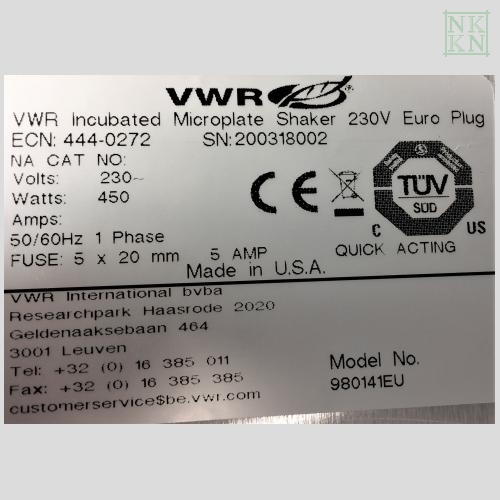 NK
KN
VWR®
VWR Incubated Microplate Shaker 230V Euro Plug
ECN: 444-0272 SN:200318002
NA CAT NO:
Volts: 230~
Watts: 450
Amps:
50/60Hz 1 Phase
FUSE: 5 x 20 mm 5 AMP QUICK ACTING
CE
TÜV
SÜD
C US
Made in U.S.A.
VWR International bvba
Researchpark Haasrode 2020
Geldenaaksebaan 464
3001 Leuven
Tel: +32 (0) 16 385 011
Fax: +32 (0) 16 385 385
customerservice$be.vwr.com
Model No.
980141EU